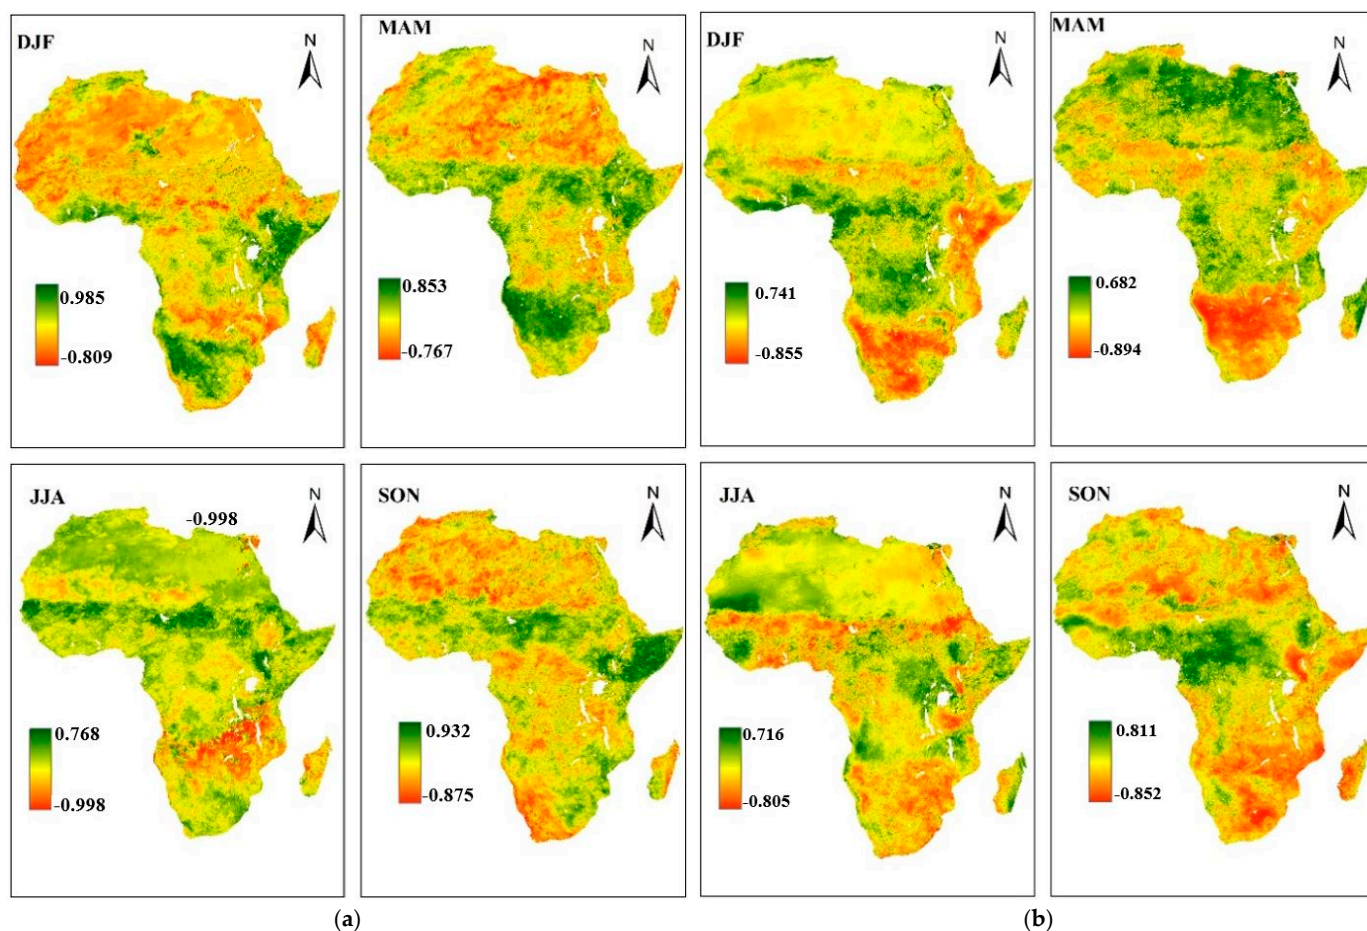 DJF
N
0.985
-0.809
MAM
N
0.853
-0.767
DJF
N
0.741
-0.855
MAM
N
0.682
-0.894
JJA
-0.998
N
0.768
-0.998
SON
N
0.932
-0.875
JJA
N
0.716
-0.805
SON
N
0.811
-0.852
(a)
(b)